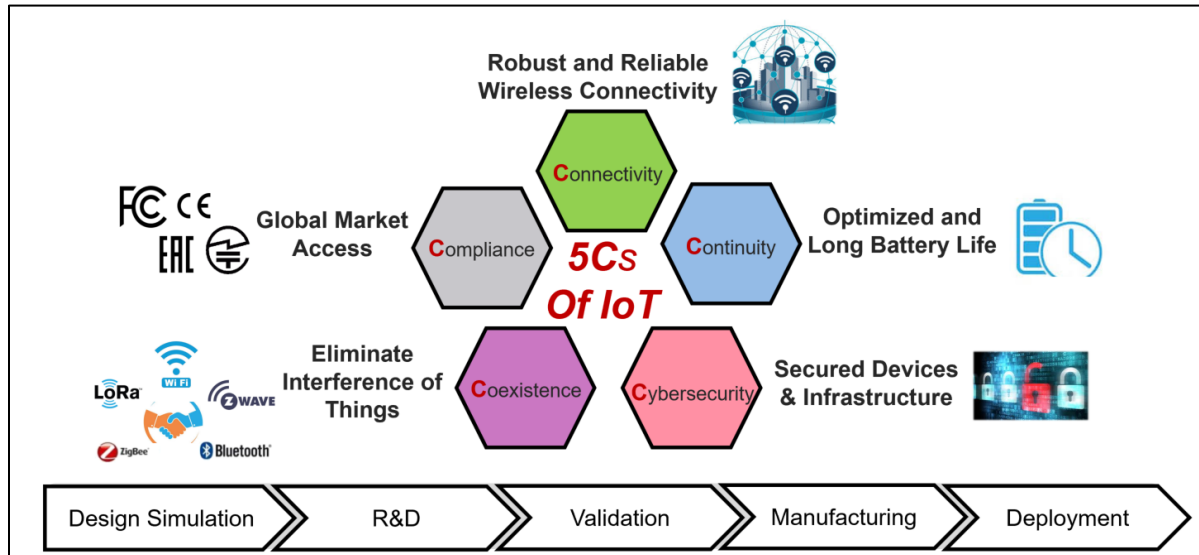 Robust and Reliable
Wireless Connectivity
Connectivity
FC CE
EAC
Global Market
Access
Compliance
5Cs
Of IoT
Continuity
Optimized and
Long Battery Life
Eliminate
Interference of
Things
Coexistence
Cybersecurity
Secured Devices
& Infrastructure
Wi Fi
LoRa™
Z WAVE
ZigBee®
Bluetooth®
Design Simulation
R&D
Validation
Manufacturing
Deployment